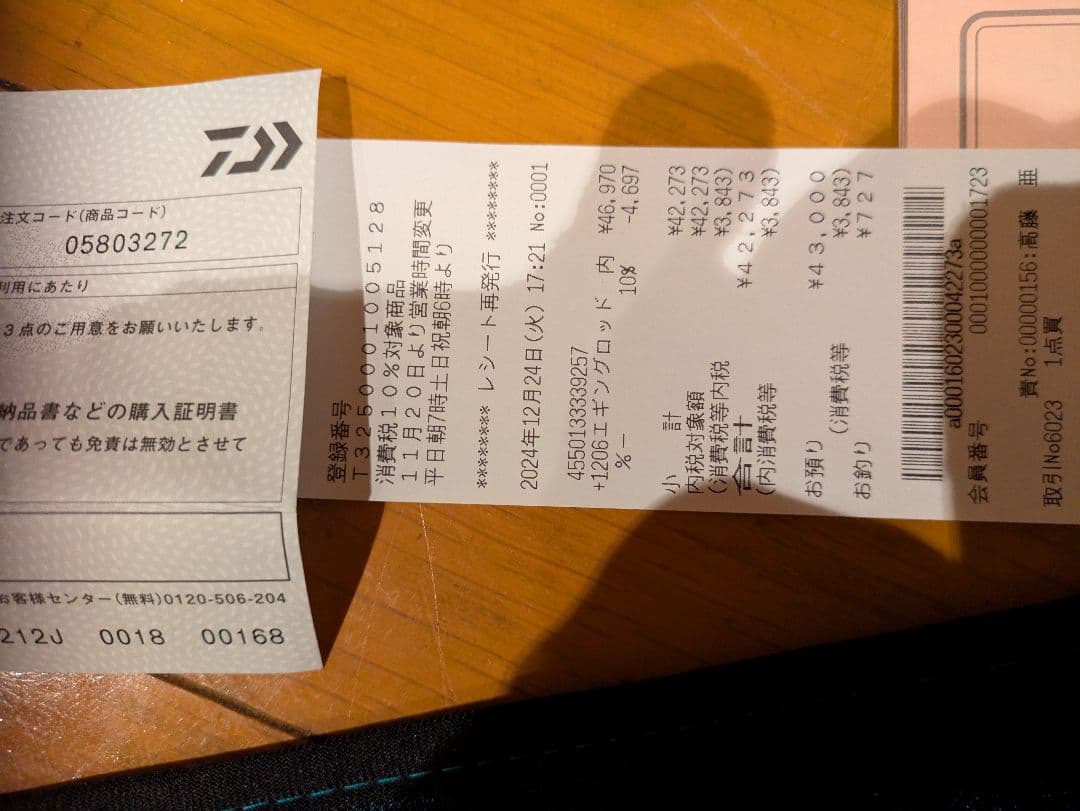 注文コード(商品コード)
05803272
利用にあたり
3点のご用意をお願いいたします。
納品書などの購入証明書
であっても免責は無効とさせて
お客様センター(無料)0120-506-204
212J 0018 00168
登録番号
T3250001005128
消費税10%対象商品
11月20日より営業時間変更
平日朝7時土日祝朝6時より
******** レシート再発行 ********
2024年12月24日(火) 17:21 No:0001
4550133339257
+1206エギングロッド 内 ¥46,970
%− 10% -4,697
小 計 ¥42,273
内税対象額 ¥42,273
(消費税等内税 ¥3,843)
合計 ¥42,273
(内消費税等 ¥3,843)
お預り ¥43,000
(消費税等 ¥3,843)
お釣り ¥727
a0001602300042273a
会員番号 0001000000000001723
責No:00000156:高藤 亜
取引No6023 1点買